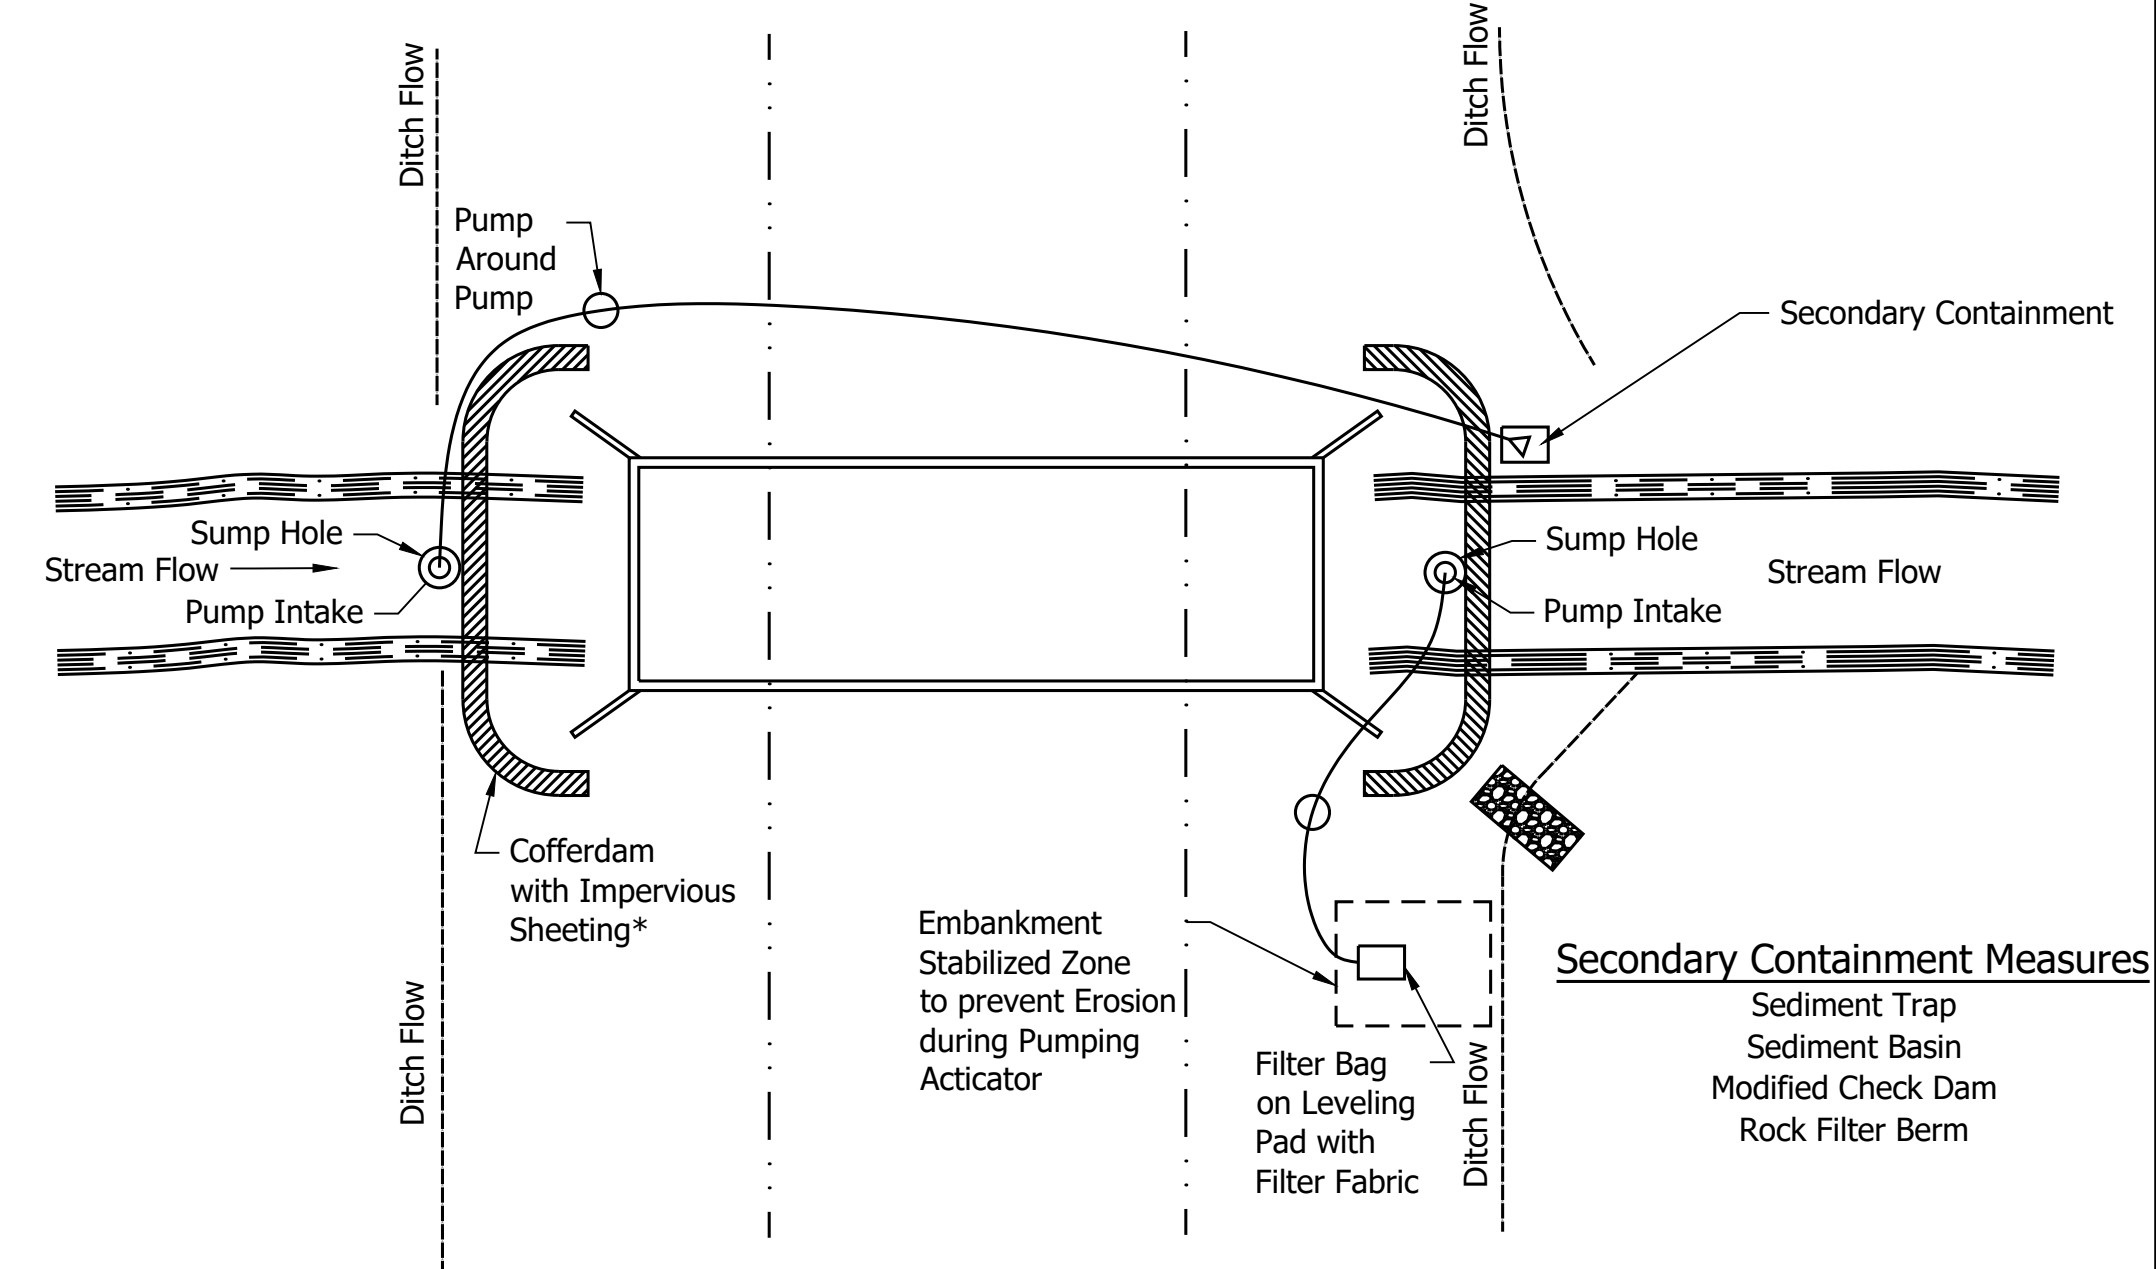 Ditch Flow
Ditch Flow
Pump
Around
Pump
Secondary Containment
Sump Hole
Stream Flow
Pump Intake
Sump Hole
Stream Flow
Pump Intake
Cofferdam
with Impervious
Sheeting*
Embankment
Stabilized Zone
to prevent Erosion
during Pumping
Acticator
Filter Bag
on Leveling
Pad with
Filter Fabric
Ditch Flow
Ditch Flow
Secondary Containment Measures
Sediment Trap
Sediment Basin
Modified Check Dam
Rock Filter Berm